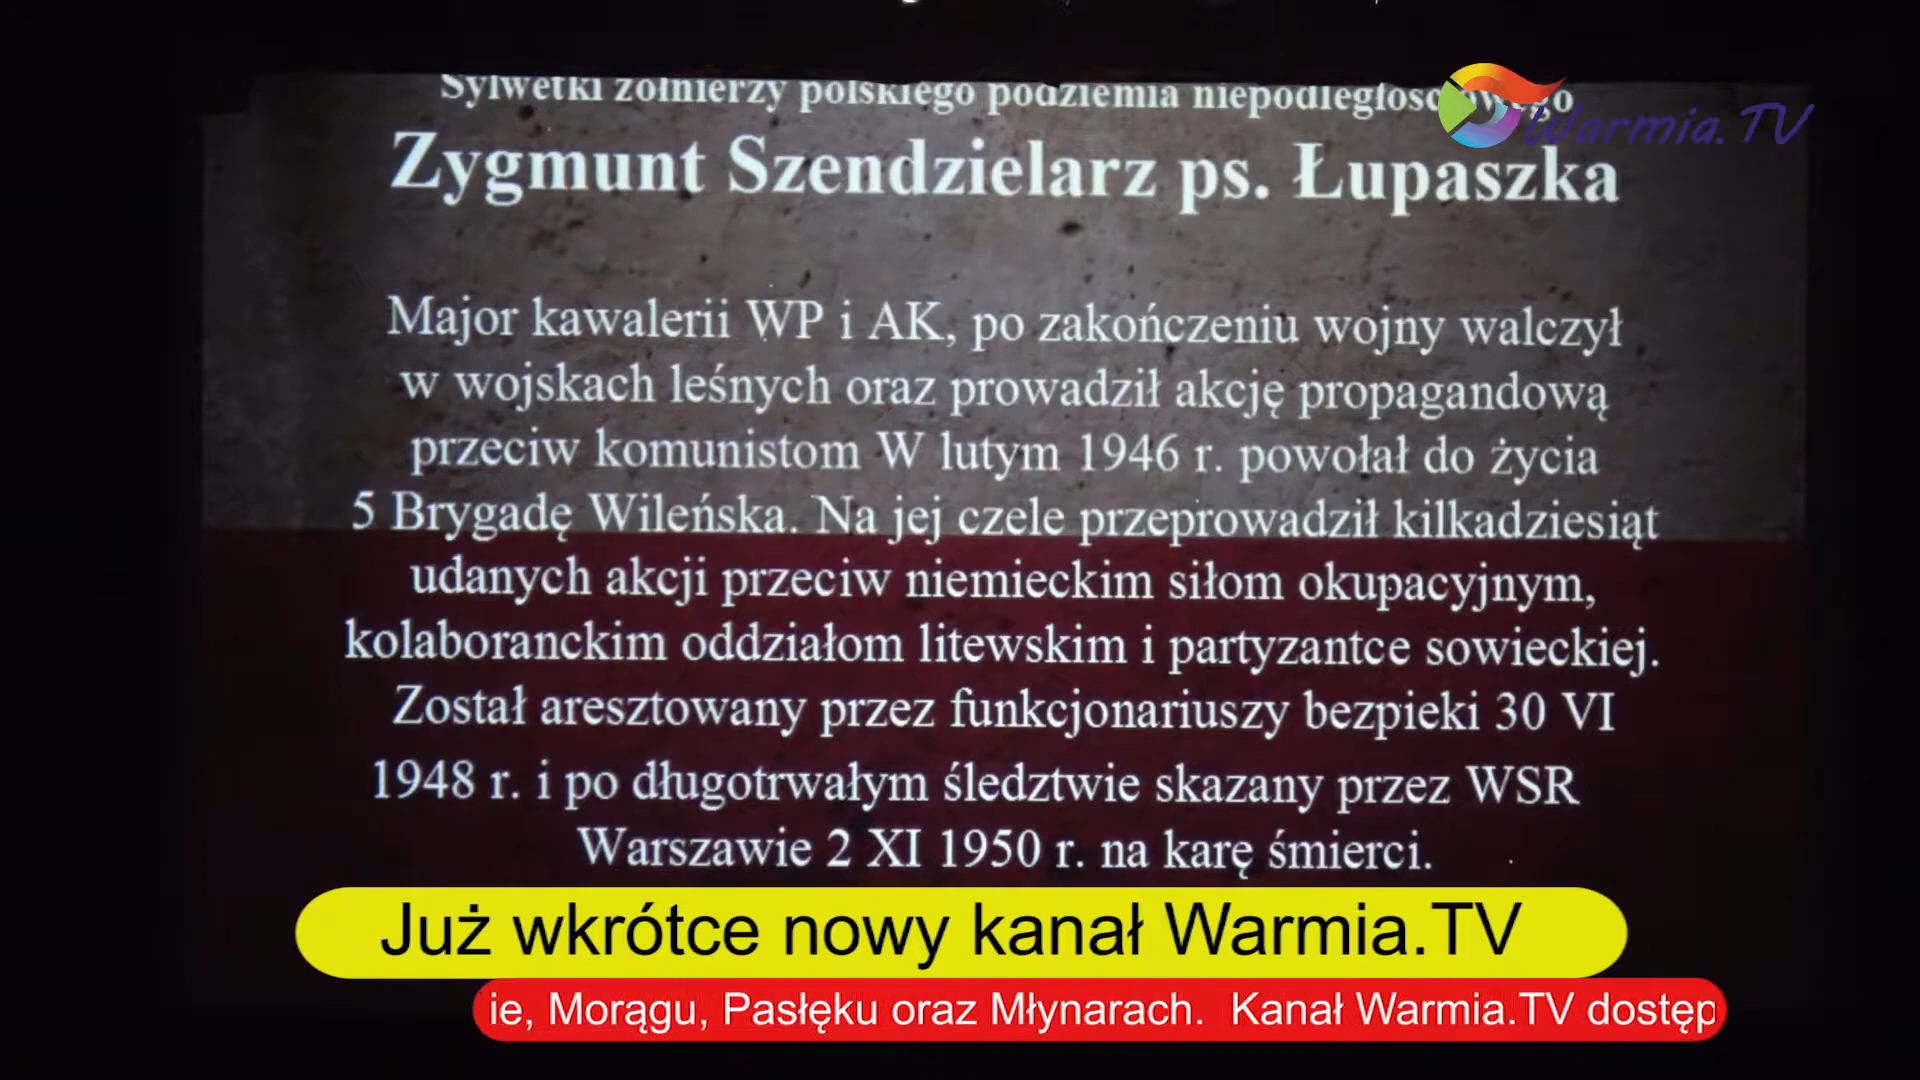 Sylwetki żołnierzy polskiego podziemia niepodległościowego
Warmia.TV
Zygmunt Szendzielarz ps. Łupaszka
Major kawalerii WP i AK, po zakończeniu wojny walczył
w wojskach leśnych oraz prowadził akcję propagandową
przeciw komunistom W lutym 1946 r. powołał do życia
5 Brygadę Wileńska. Na jej czele przeprowadził kilkadziesiąt
udanych akcji przeciw niemieckim siłom okupacyjnym,
kolaboranckim oddziałom litewskim i partyzantce sowieckiej.
Został aresztowany przez funkcjonariuszy bezpieki 30 VI
1948 r. i po długotrwałym śledztwie skazany przez WSR
Warszawie 2 XI 1950 r. na karę śmierci.
Już wkrótce nowy kanał Warmia.TV
ie, Morągu, Pasłęku oraz Młynarach. Kanał Warmia.TV dostęp